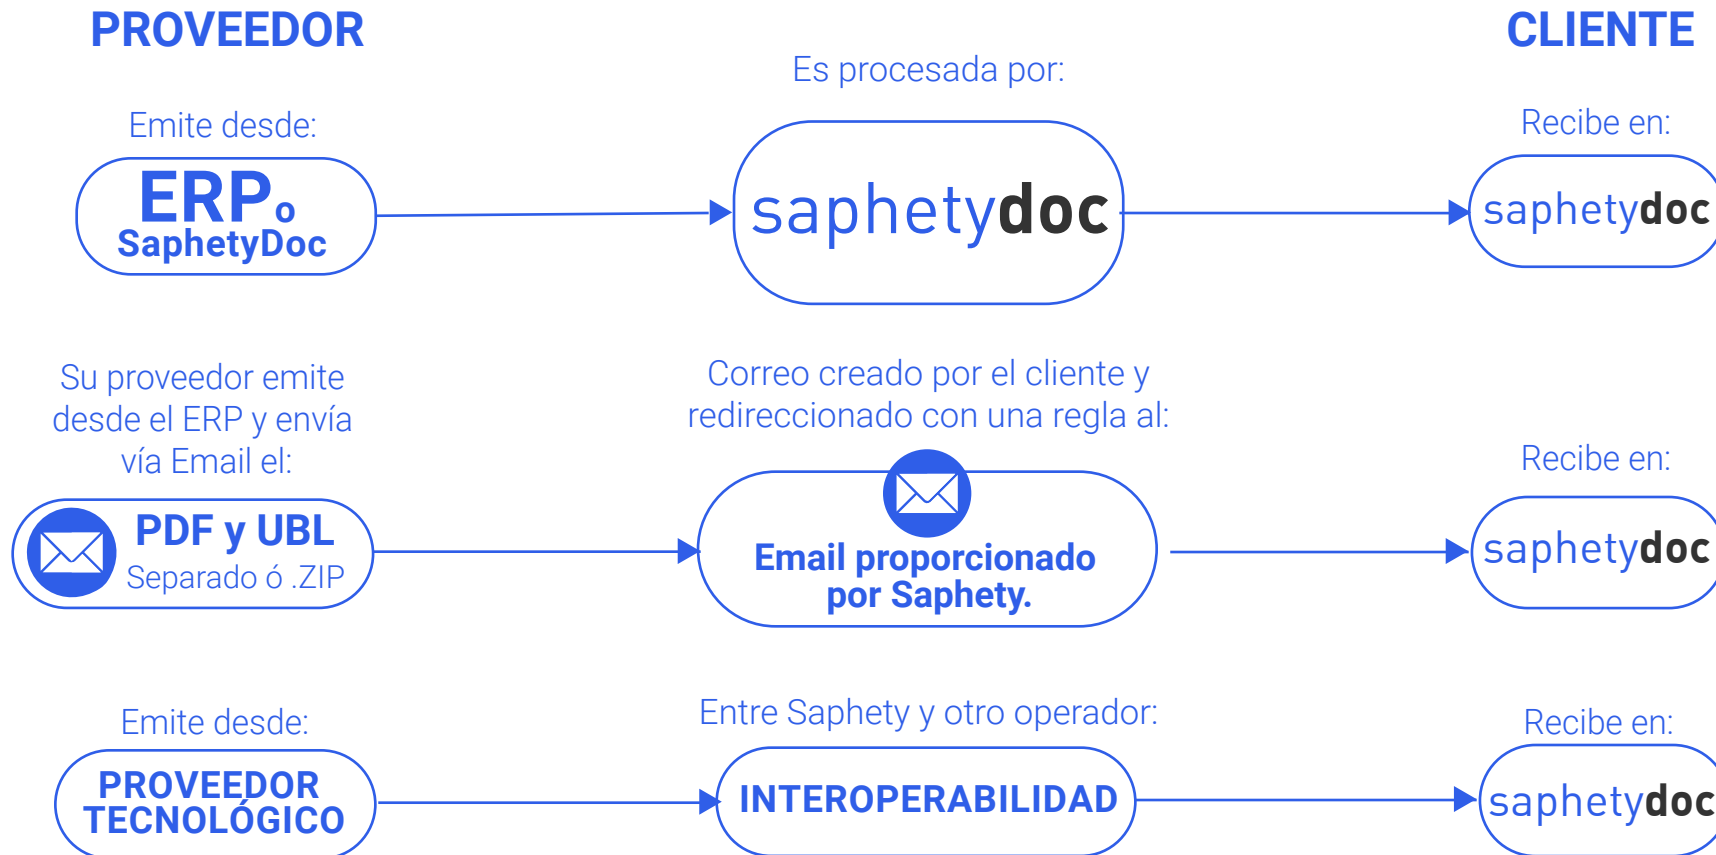 PROVEEDOR
CLIENTE
Es procesada por:
Emite desde:
Recibe en:
ERP o
SaphetyDoc
saphetydoc
saphetydoc
Su proveedor emite
desde el ERP y envía
vía Email el:
Correo creado por el cliente y
redireccionado con una regla al:
Recibe en:
PDF y UBL
Separado ó .ZIP
Email proporcionado
por Saphety.
saphetydoc
Emite desde:
Entre Saphety y otro operador:
Recibe en:
PROVEEDOR
TECNOLÓGICO
INTEROPERABILIDAD
saphetydoc